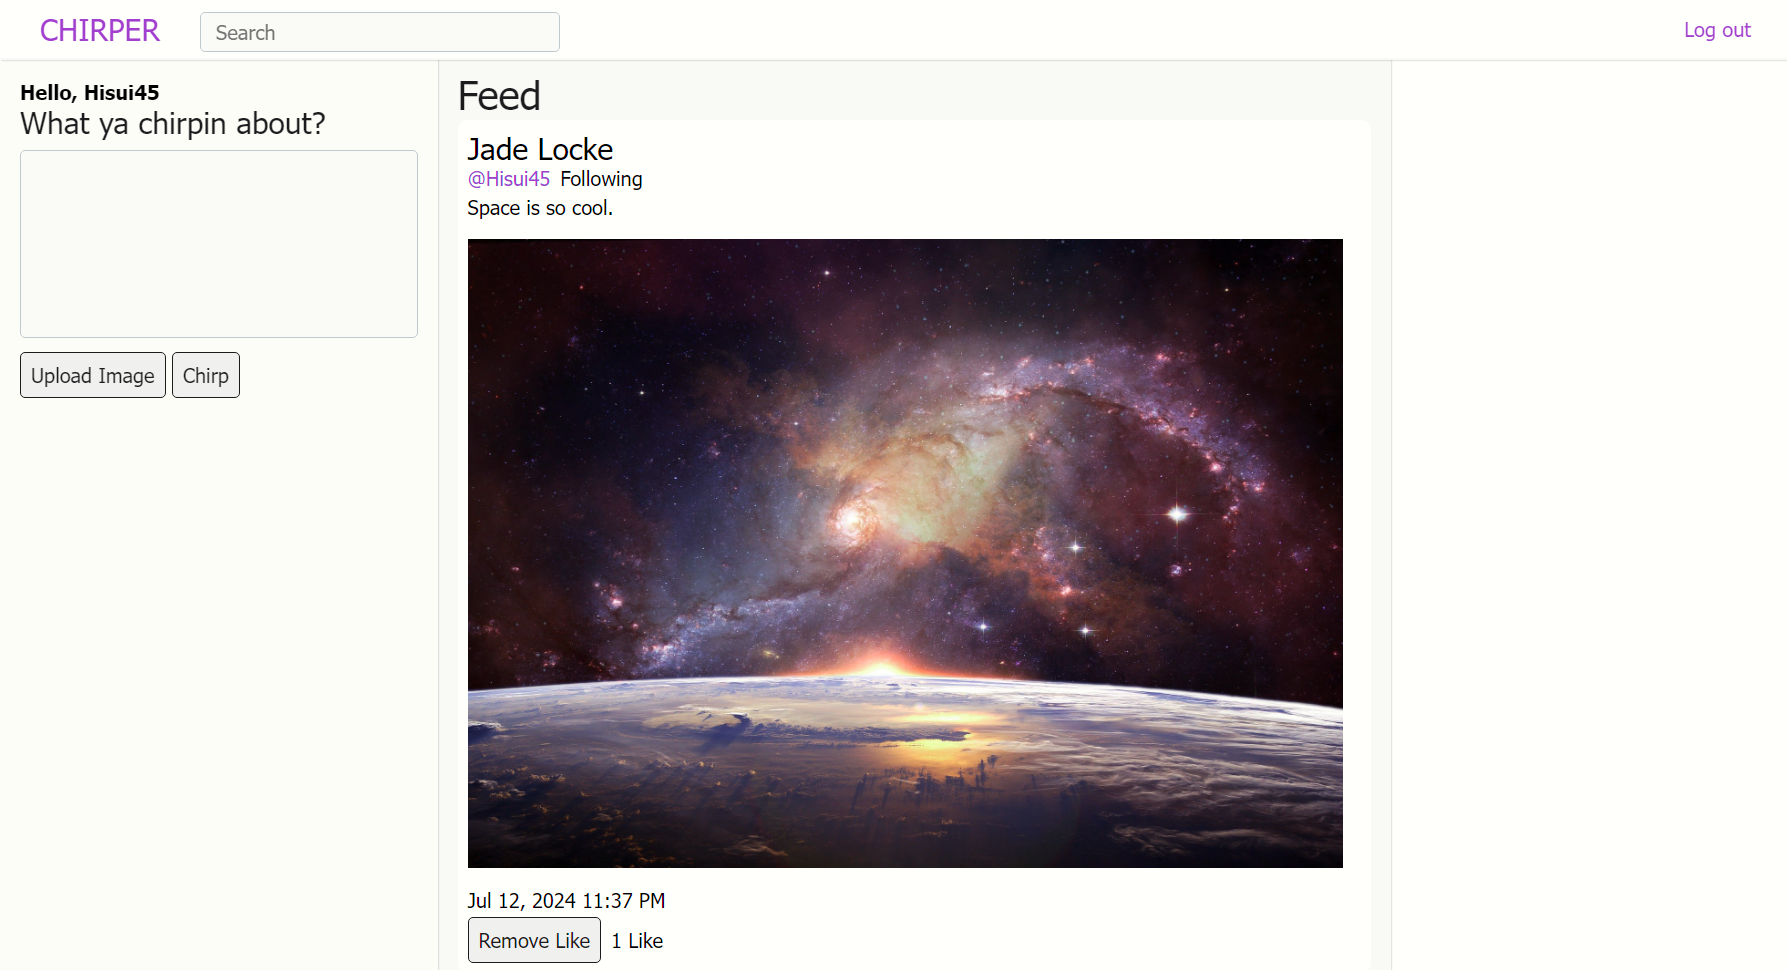 CHIRPER
Search
Log out
Hello, Hisui45
What ya chirpin about?
Upload Image
Chirp
Feed
Jade Locke
@Hisui45 Following
Space is so cool.
Jul 12, 2024 11:37 PM
Remove Like
1 Like